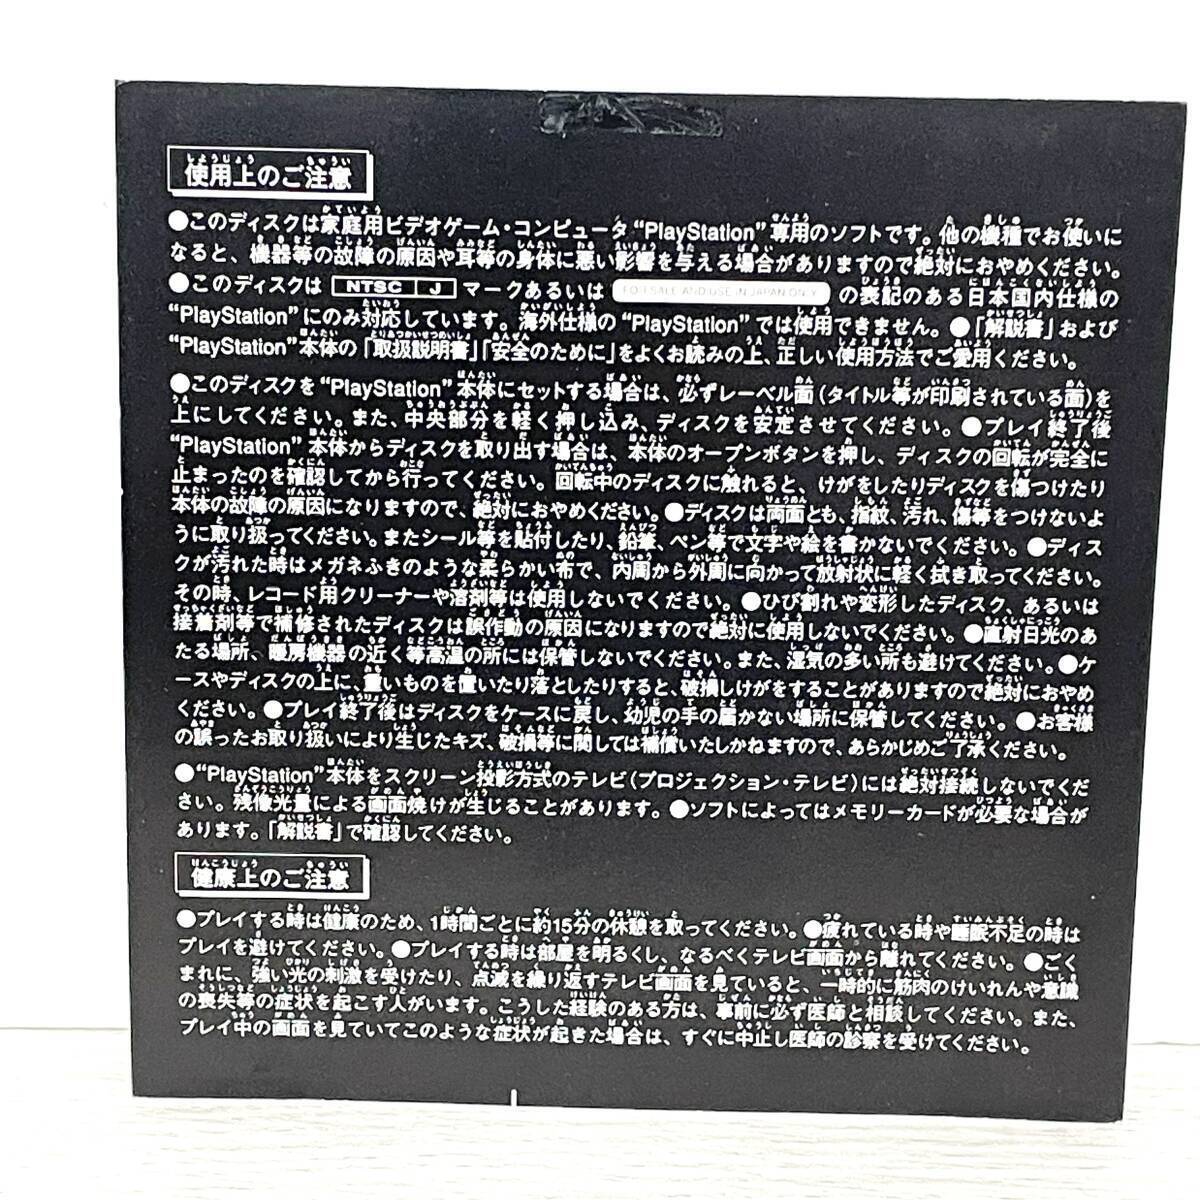 使用上のご注意
●このディスクは家庭用ビデオゲーム・コンピュータ“PlayStation”専用のソフトです。他の機種でお使いに
なると、機器等の故障の原因や耳等の身体に悪い影響を与える場合がありますので絶対におやめください。
●このディスクは NTSC J マークあるいは FOR SALE AND USE IN JAPAN ONLY の表記のある日本国内仕様の
“PlayStation”にのみ対応しています。海外仕様の“PlayStation”では使用できません。●「解説書」および
“PlayStation”本体の「取扱説明書」「安全のために」をよくお読みの上、正しい使用方法でご愛用ください。
●このディスクを“PlayStation”本体にセットする場合は、必ずレーベル面（タイトル等が印刷されている面）を
上にしてください。また、中央部分を軽く押し込み、ディスクを安定させてください。●プレイ終了後
“PlayStation”本体からディスクを取り出す場合は、本体のオープンボタンを押し、ディスクの回転が完全に
止まったのを確認してから行ってください。回転中のディスクに触れると、けがをしたりディスクを傷つけたり
本体の故障の原因になりますので、絶対におやめください。●ディスクは両面とも、指紋、汚れ、傷等をつけないよ
うに取り扱ってください。またシール等を貼付したり、鉛筆、ペン等で文字や絵を書かないでください。●ディス
クが汚れた時はメガネふきのような柔らかい布で、内周から外周に向かって放射状に軽く拭き取ってください。
その時、レコード用クリーナーや溶剤等は使用しないでください。●ひび割れや変形したディスク、あるいは
接着剤等で補修されたディスクは誤作動の原因になりますので絶対に使用しないでください。●直射日光のあ
たる場所、暖房機器の近く等高温の所には保管しないでください。また、湿気の多い所も避けてください。●ケ
ースやディスクの上に、重いものを置いたり落としたりすると、破損しけがをすることがありますので絶対におやめ
ください。●プレイ終了後はディスクをケースに戻し、幼児の手の届かない場所に保管してください。●お客様
の誤ったお取り扱いにより生じたキズ、破損等に関しては補償いたしかねますので、あらかじめご了承ください。
●“PlayStation”本体をスクリーン投影方式のテレビ（プロジェクション・テレビ）には絶対接続しないでくだ
さい。残像光量による画面焼けが生じることがあります。●ソフトによってはメモリーカードが必要な場合が
あります。「解説書」で確認してください。
健康上のご注意
●プレイする時は健康のため、1時間ごとに約15分の休憩を取ってください。●疲れている時や睡眠不足の時は
プレイを避けてください。●プレイする時は部屋を明るくし、なるべくテレビ画面から離れてください。●ごく
まれに、強い光の刺激を受けたり、点滅を繰り返すテレビ画面を見ていると、一時的に筋肉のけいれんや意識
の喪失等の症状を起こす人がいます。こうした経験のある方は、事前に必ず医師と相談してください。また、
プレイ中の画面を見ていてこのような症状が起きた場合は、すぐに中止し医師の診察を受けてください。